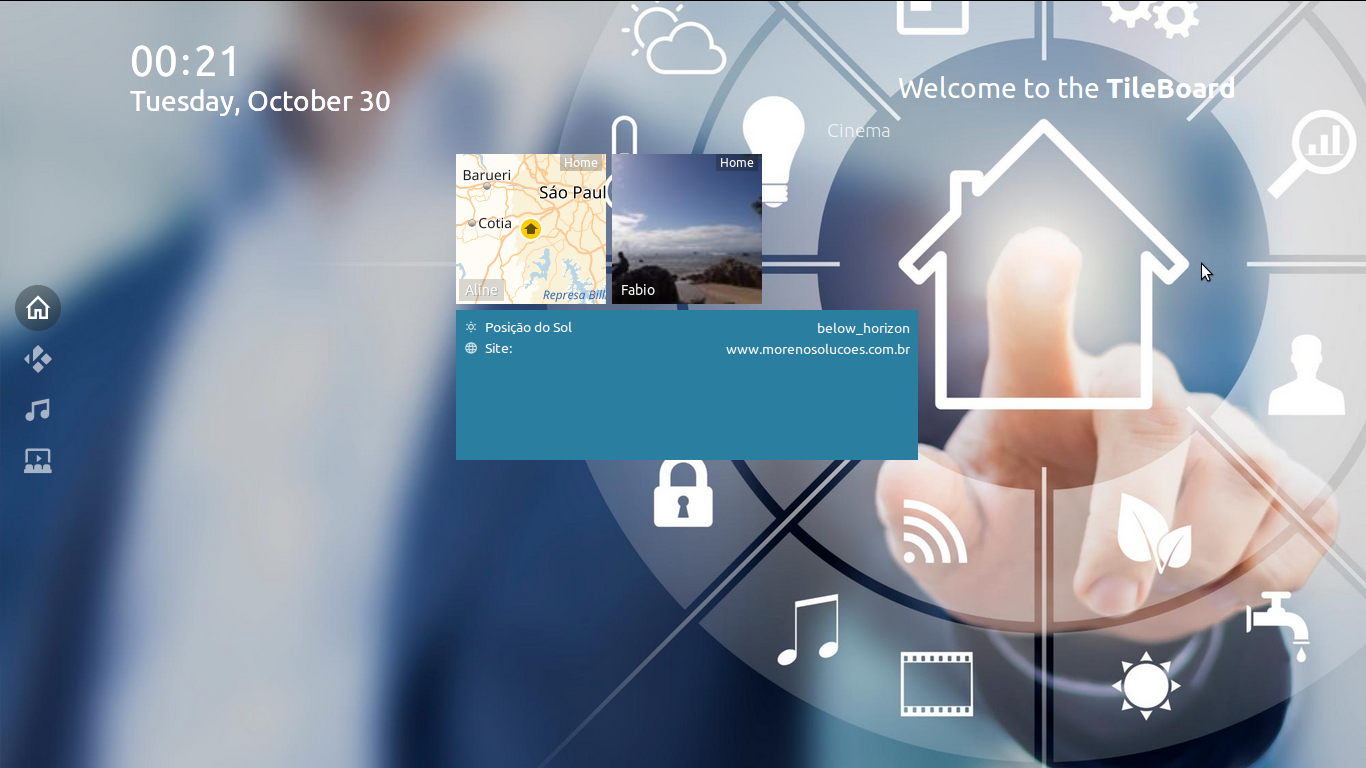 00:21
Tuesday, October 30
Welcome to the TileBoard
Cinema
Home
Barueri
Sáo Paul
Cotia
Represa Bill
Aline
Home
Fabio
Posição do Sol below_horizon
Site: www.morenosolucoes.com.br